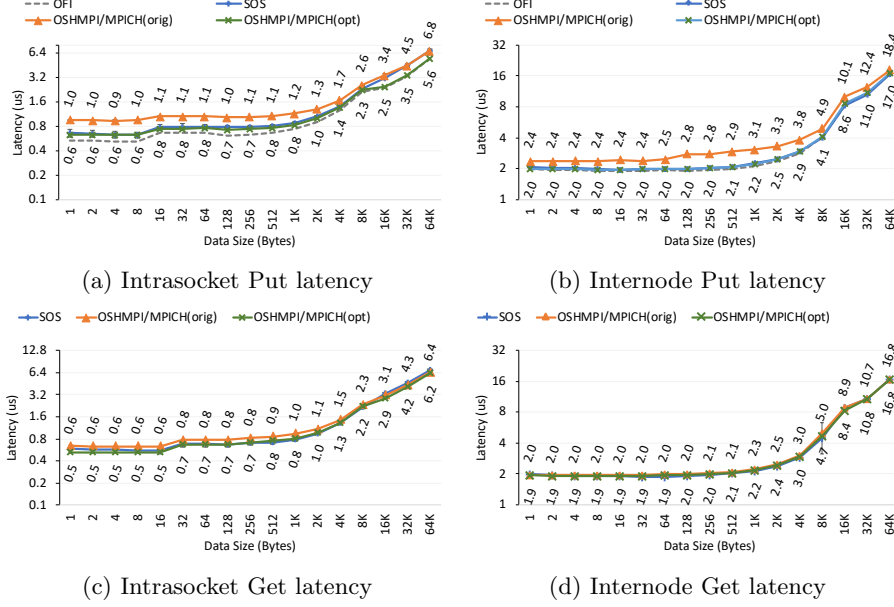 OFI SOS
OSHMPI/MPICH(orig) OSHMPI/MPICH(opt)
6.4
3.2
1.6
0.8
0.4
0.2
0.1
Latency (us)
1.0 1.0 0.9 1.0 1.1 1.1 1.1 1.0 1.1 1.1 1.2 1.3 1.7 2.6 3.4 4.5 6.8
0.6 0.6 0.6 0.6 0.8 0.8 0.8 0.7 0.7 0.8 0.8 1.0 1.4 2.3 2.5 3.5 5.6
1 2 4 8 16 32 64 128 256 512 1K 2K 4K 8K 16K 32K 64K
Data Size (Bytes)
(a) Intrasocket Put latency
OFI SOS
OSHMPI/MPICH(orig) OSHMPI/MPICH(opt)
32
16
8
4
2
1
Latency (us)
2.4 2.4 2.4 2.4 2.4 2.4 2.5 2.8 2.8 2.9 3.1 3.3 3.8 4.9 10.1 12.4 18.4
2.0 2.0 2.0 2.0 2.0 2.0 2.0 2.0 2.0 2.1 2.2 2.5 2.9 4.1 8.6 11.0 17.0
1 2 4 8 16 32 64 128 256 512 1K 2K 4K 8K 16K 32K 64K
Data Size (Bytes)
(b) Internode Put latency
SOS OSHMPI/MPICH(orig) OSHMPI/MPICH(opt)
12.8
6.4
3.2
1.6
0.8
0.4
0.2
0.1
Latency (us)
0.6 0.6 0.6 0.6 0.6 0.8 0.8 0.8 0.8 0.9 1.0 1.1 1.5 2.3 3.1 4.3 6.4
0.5 0.5 0.5 0.5 0.5 0.7 0.7 0.7 0.7 0.8 0.8 1.0 1.3 2.2 2.9 4.2 6.2
1 2 4 8 16 32 64 128 256 512 1K 2K 4K 8K 16K 32K 64K
Data Size (Bytes)
(c) Intrasocket Get latency
SOS OSHMPI/MPICH(orig) OSHMPI/MPICH(opt)
32
16
8
4
2
1
Latency (us)
2.0 2.0 2.0 2.0 2.0 2.0 2.0 2.0 2.1 2.1 2.3 2.5 3.0 5.0 8.9 10.7 16.8
1.9 1.9 1.9 1.9 1.9 1.9 1.9 2.0 2.0 2.1 2.2 2.4 3.0 4.7 8.4 10.8 16.8
1 2 4 8 16 32 64 128 256 512 1K 2K 4K 8K 16K 32K 64K
Data Size (Bytes)
(d) Internode Get latency